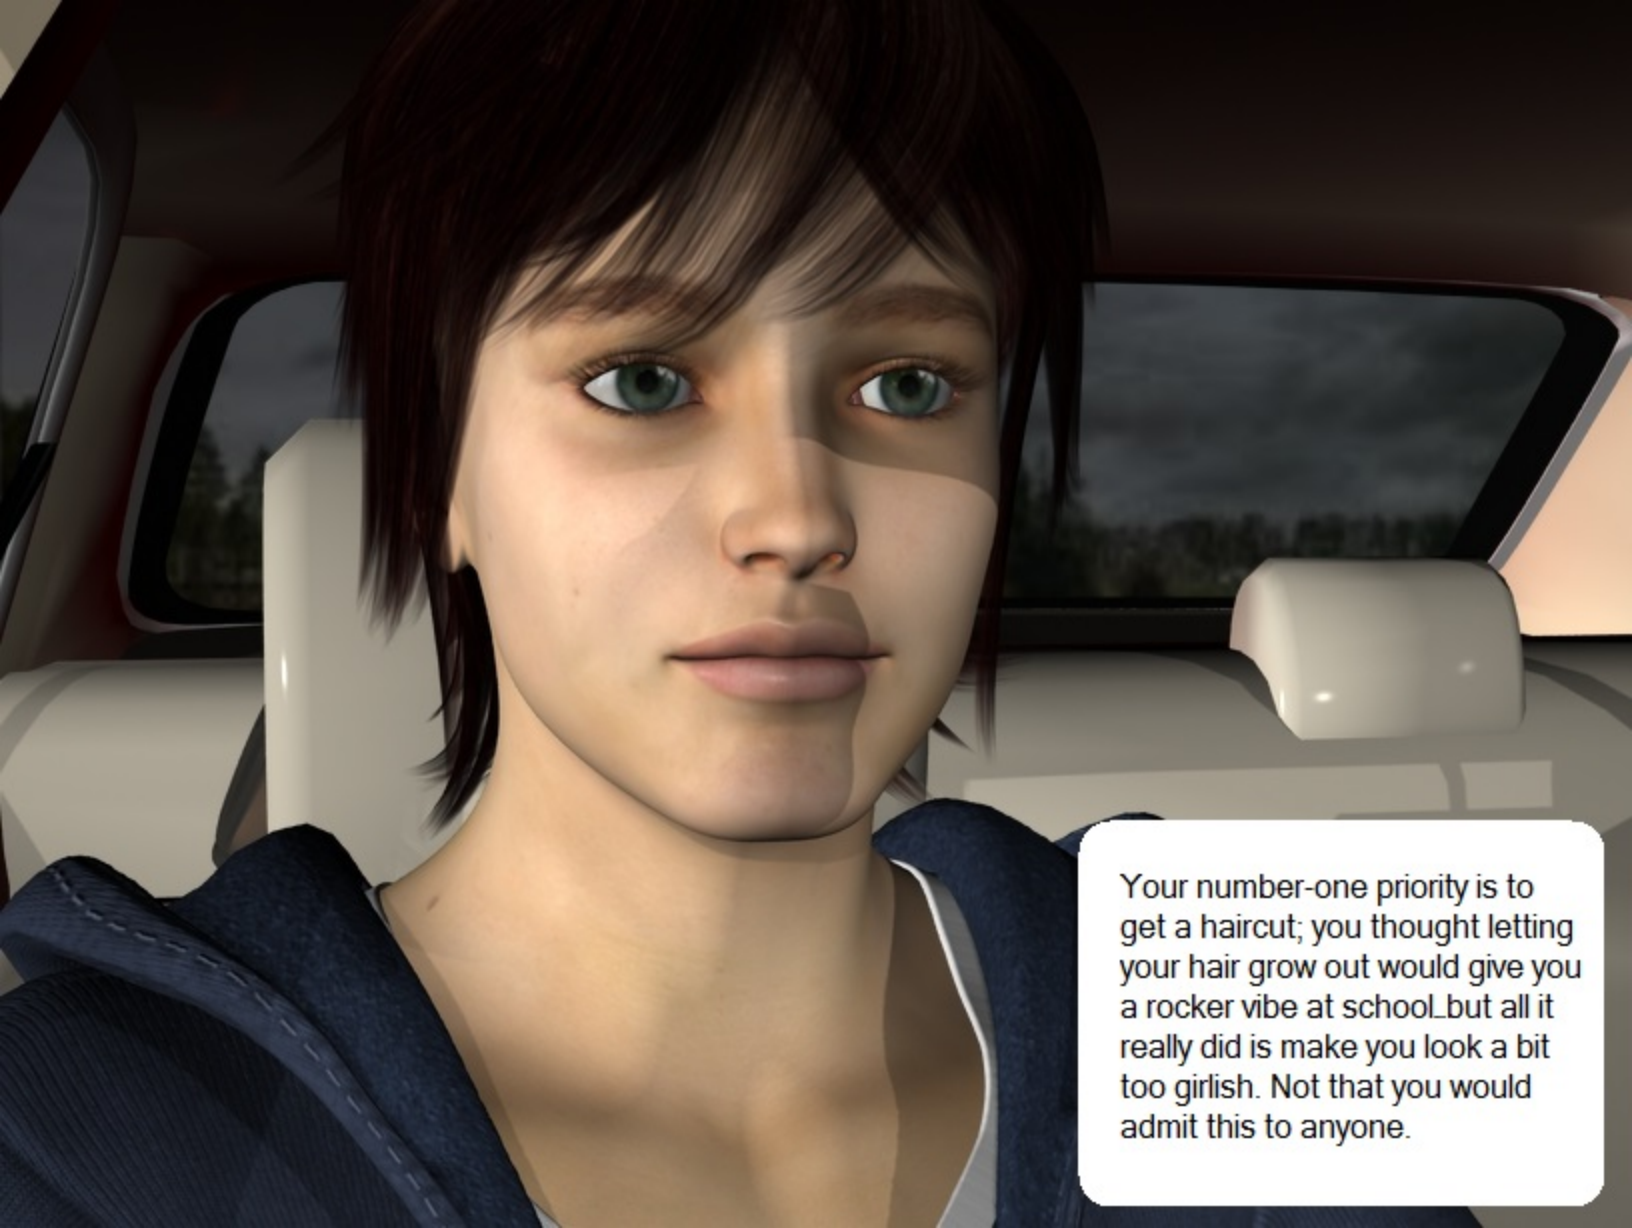 Your number-one priority is to
get a haircut; you thought letting
your hair grow out would give you
a rocker vibe at school...but all it
really did is make you look a bit
too girlish. Not that you would
admit this to anyone.